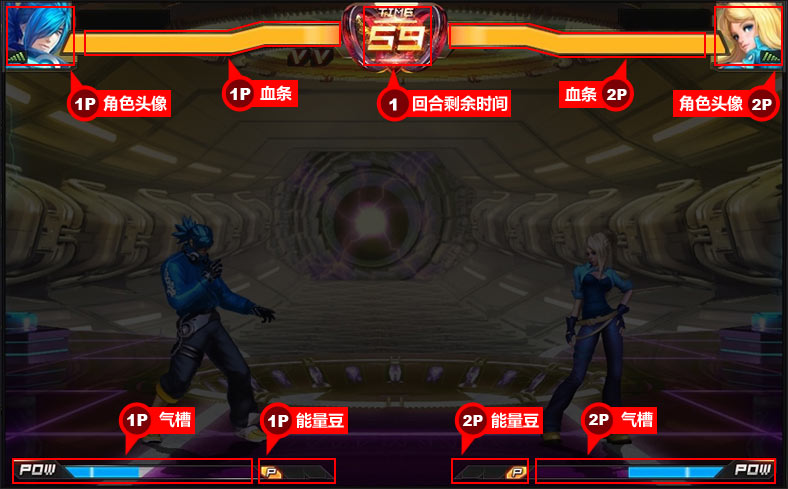 TIME
59
1P 角色头像
1P 血条
1 回合剩余时间
血条 2P
角色头像 2P
1P 气槽
1P 能量豆
2P 能量豆
2P 气槽
POW
P
P
POW